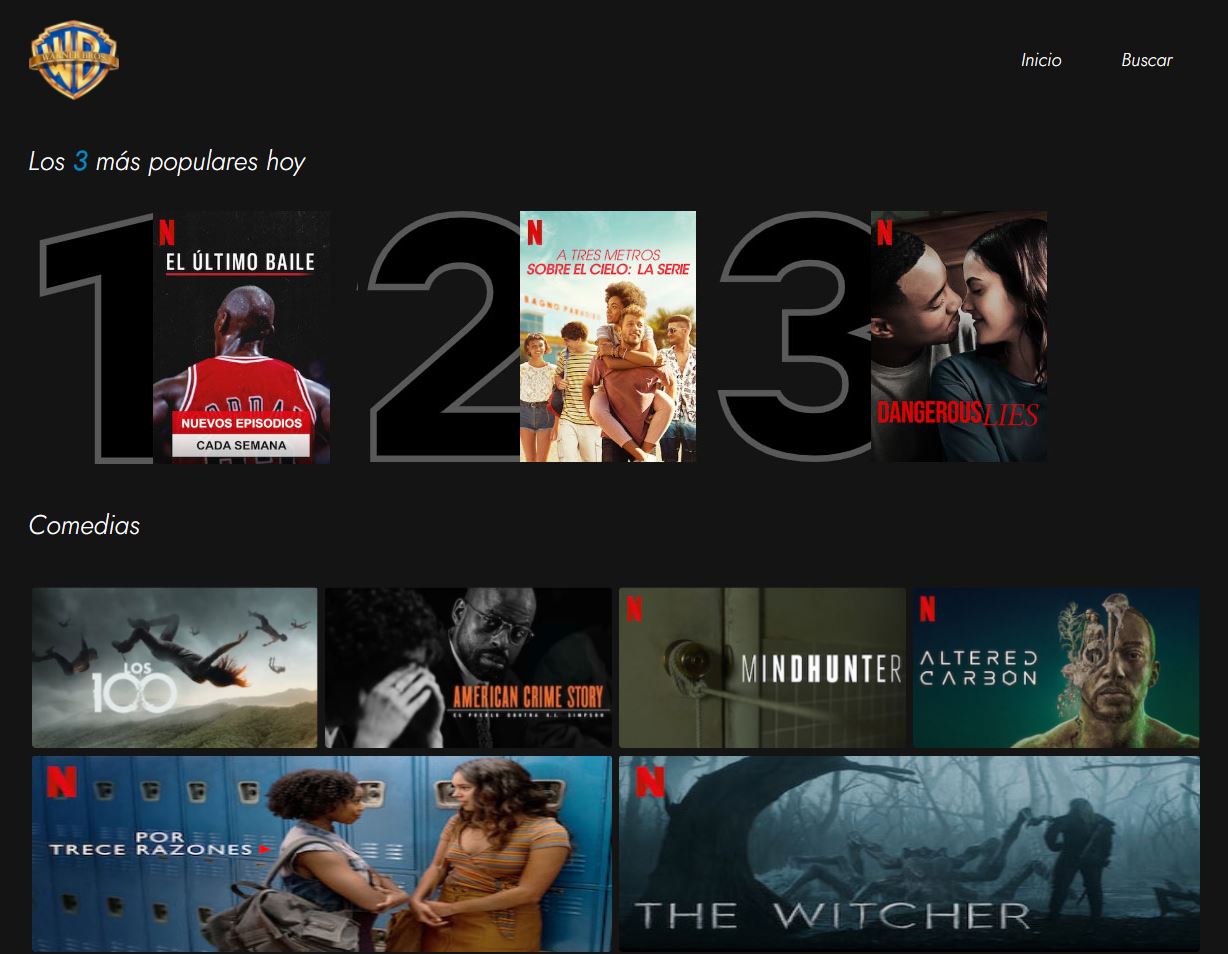 WARNER BROS
Inicio
Buscar
Los 3 más populares hoy
1
N
EL ÚLTIMO BAILE
NUEVOS EPISODIOS
CADA SEMANA
2
N
A TRES METROS
SOBRE EL CIELO: LA SERIE
3
N
DANGEROUS LIES
Comedias
LOS
100
AMERICAN CRIME STORY
EL PUEBLO CONTRA O.J. SIMPSON
N
MINDHUNTER
N
ALTERED
CARBON
N
POR
TRECE RAZONES
N
THE WITCHER